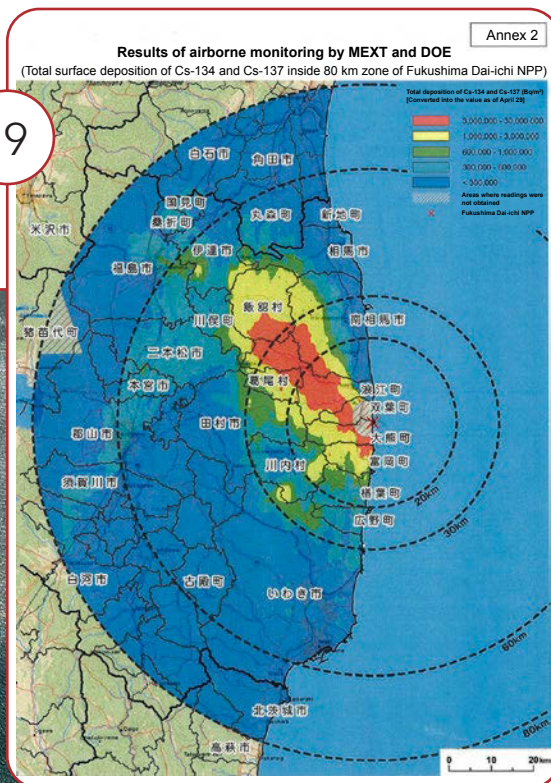 Annex 2
Results of airborne monitoring by MEXT and DOE
(Total surface deposition of Cs-134 and Cs-137 inside 80 km zone of Fukushima Dai-ichi NPP)
9
Total deposition of Cs-134 and Cs-137 (Bq/m²)
[Converted into the value as of April 29]
3,000,000 - 30,000,000
1,000,000 - 3,000,000
600,000 - 1,000,000
300,000 - 600,000
< 300,000
Areas where readings were
not obtained
Fukushima Dai-ichi NPP
白石市
角田市
国見町
丸森町
新地町
桑折町
米沢市
伊達市
相馬市
福島市
飯舘村
川俣町
南相馬市
猪苗代町
二本松市
葛尾村
浪江町
本宮市
双葉町
田村市
大熊町
郡山市
川内村
富岡町
須賀川市
楢葉町
20km
広野町
30km
白河市
古殿町
いわき市
60km
北茨城市
80km
高萩市
0 10 20 km